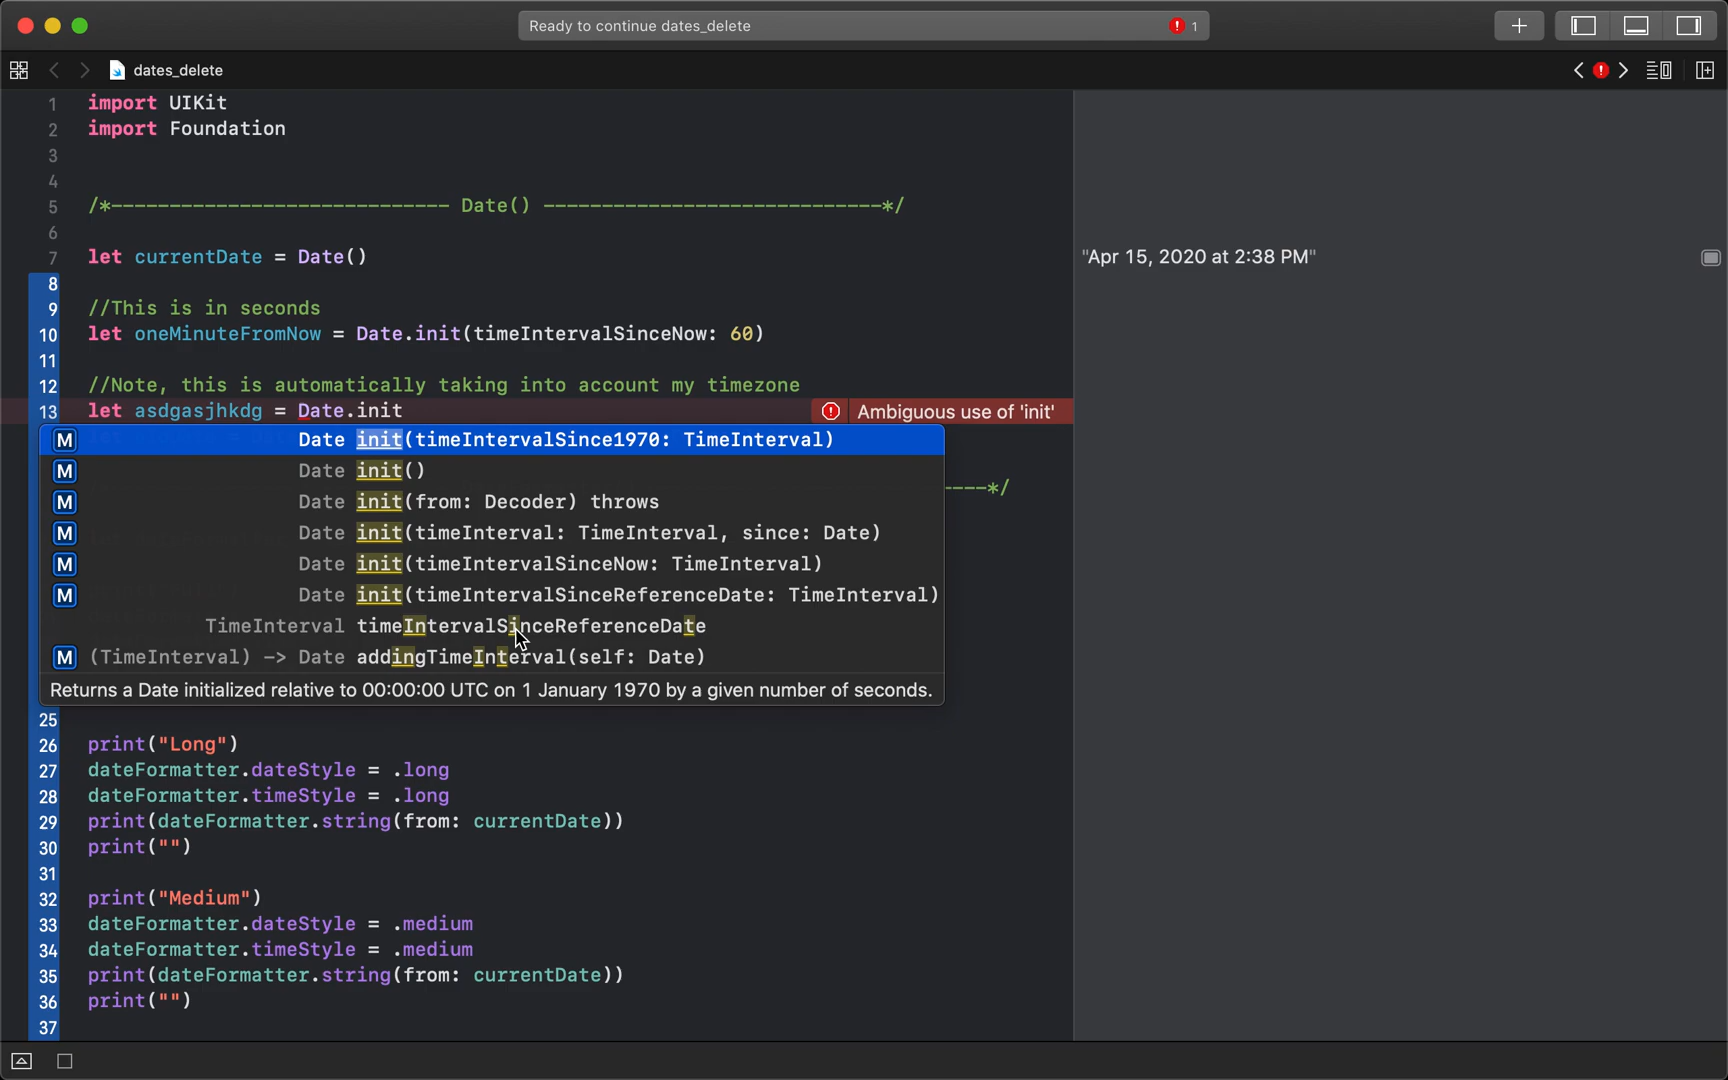 Ready to continue dates_delete
1
dates_delete
1 import UIKit
2 import Foundation
3
4
5 /*----------------------------- Date() -----------------------------*/
6
7 let currentDate = Date()
"Apr 15, 2020 at 2:38 PM"
8
9 //This is in seconds
10 let oneMinuteFromNow = Date.init(timeIntervalSinceNow: 60)
11
12 //Note, this is automatically taking into account my timezone
13 let asdgasjhkdg = Date.init
Ambiguous use of 'init'
M Date init(timeIntervalSince1970: TimeInterval)
M Date init()
----*/
M Date init(from: Decoder) throws
M Date init(timeInterval: TimeInterval, since: Date)
M Date init(timeIntervalSinceNow: TimeInterval)
M Date init(timeIntervalSinceReferenceDate: TimeInterval)
TimeInterval timeIntervalSinceReferenceDate
M (TimeInterval) -> Date addingTimeInterval(self: Date)
Returns a Date initialized relative to 00:00:00 UTC on 1 January 1970 by a given number of seconds.
25
26 print("Long")
27 dateFormatter.dateStyle = .long
28 dateFormatter.timeStyle = .long
29 print(dateFormatter.string(from: currentDate))
30 print("")
31
32 print("Medium")
33 dateFormatter.dateStyle = .medium
34 dateFormatter.timeStyle = .medium
35 print(dateFormatter.string(from: currentDate))
36 print("")
37